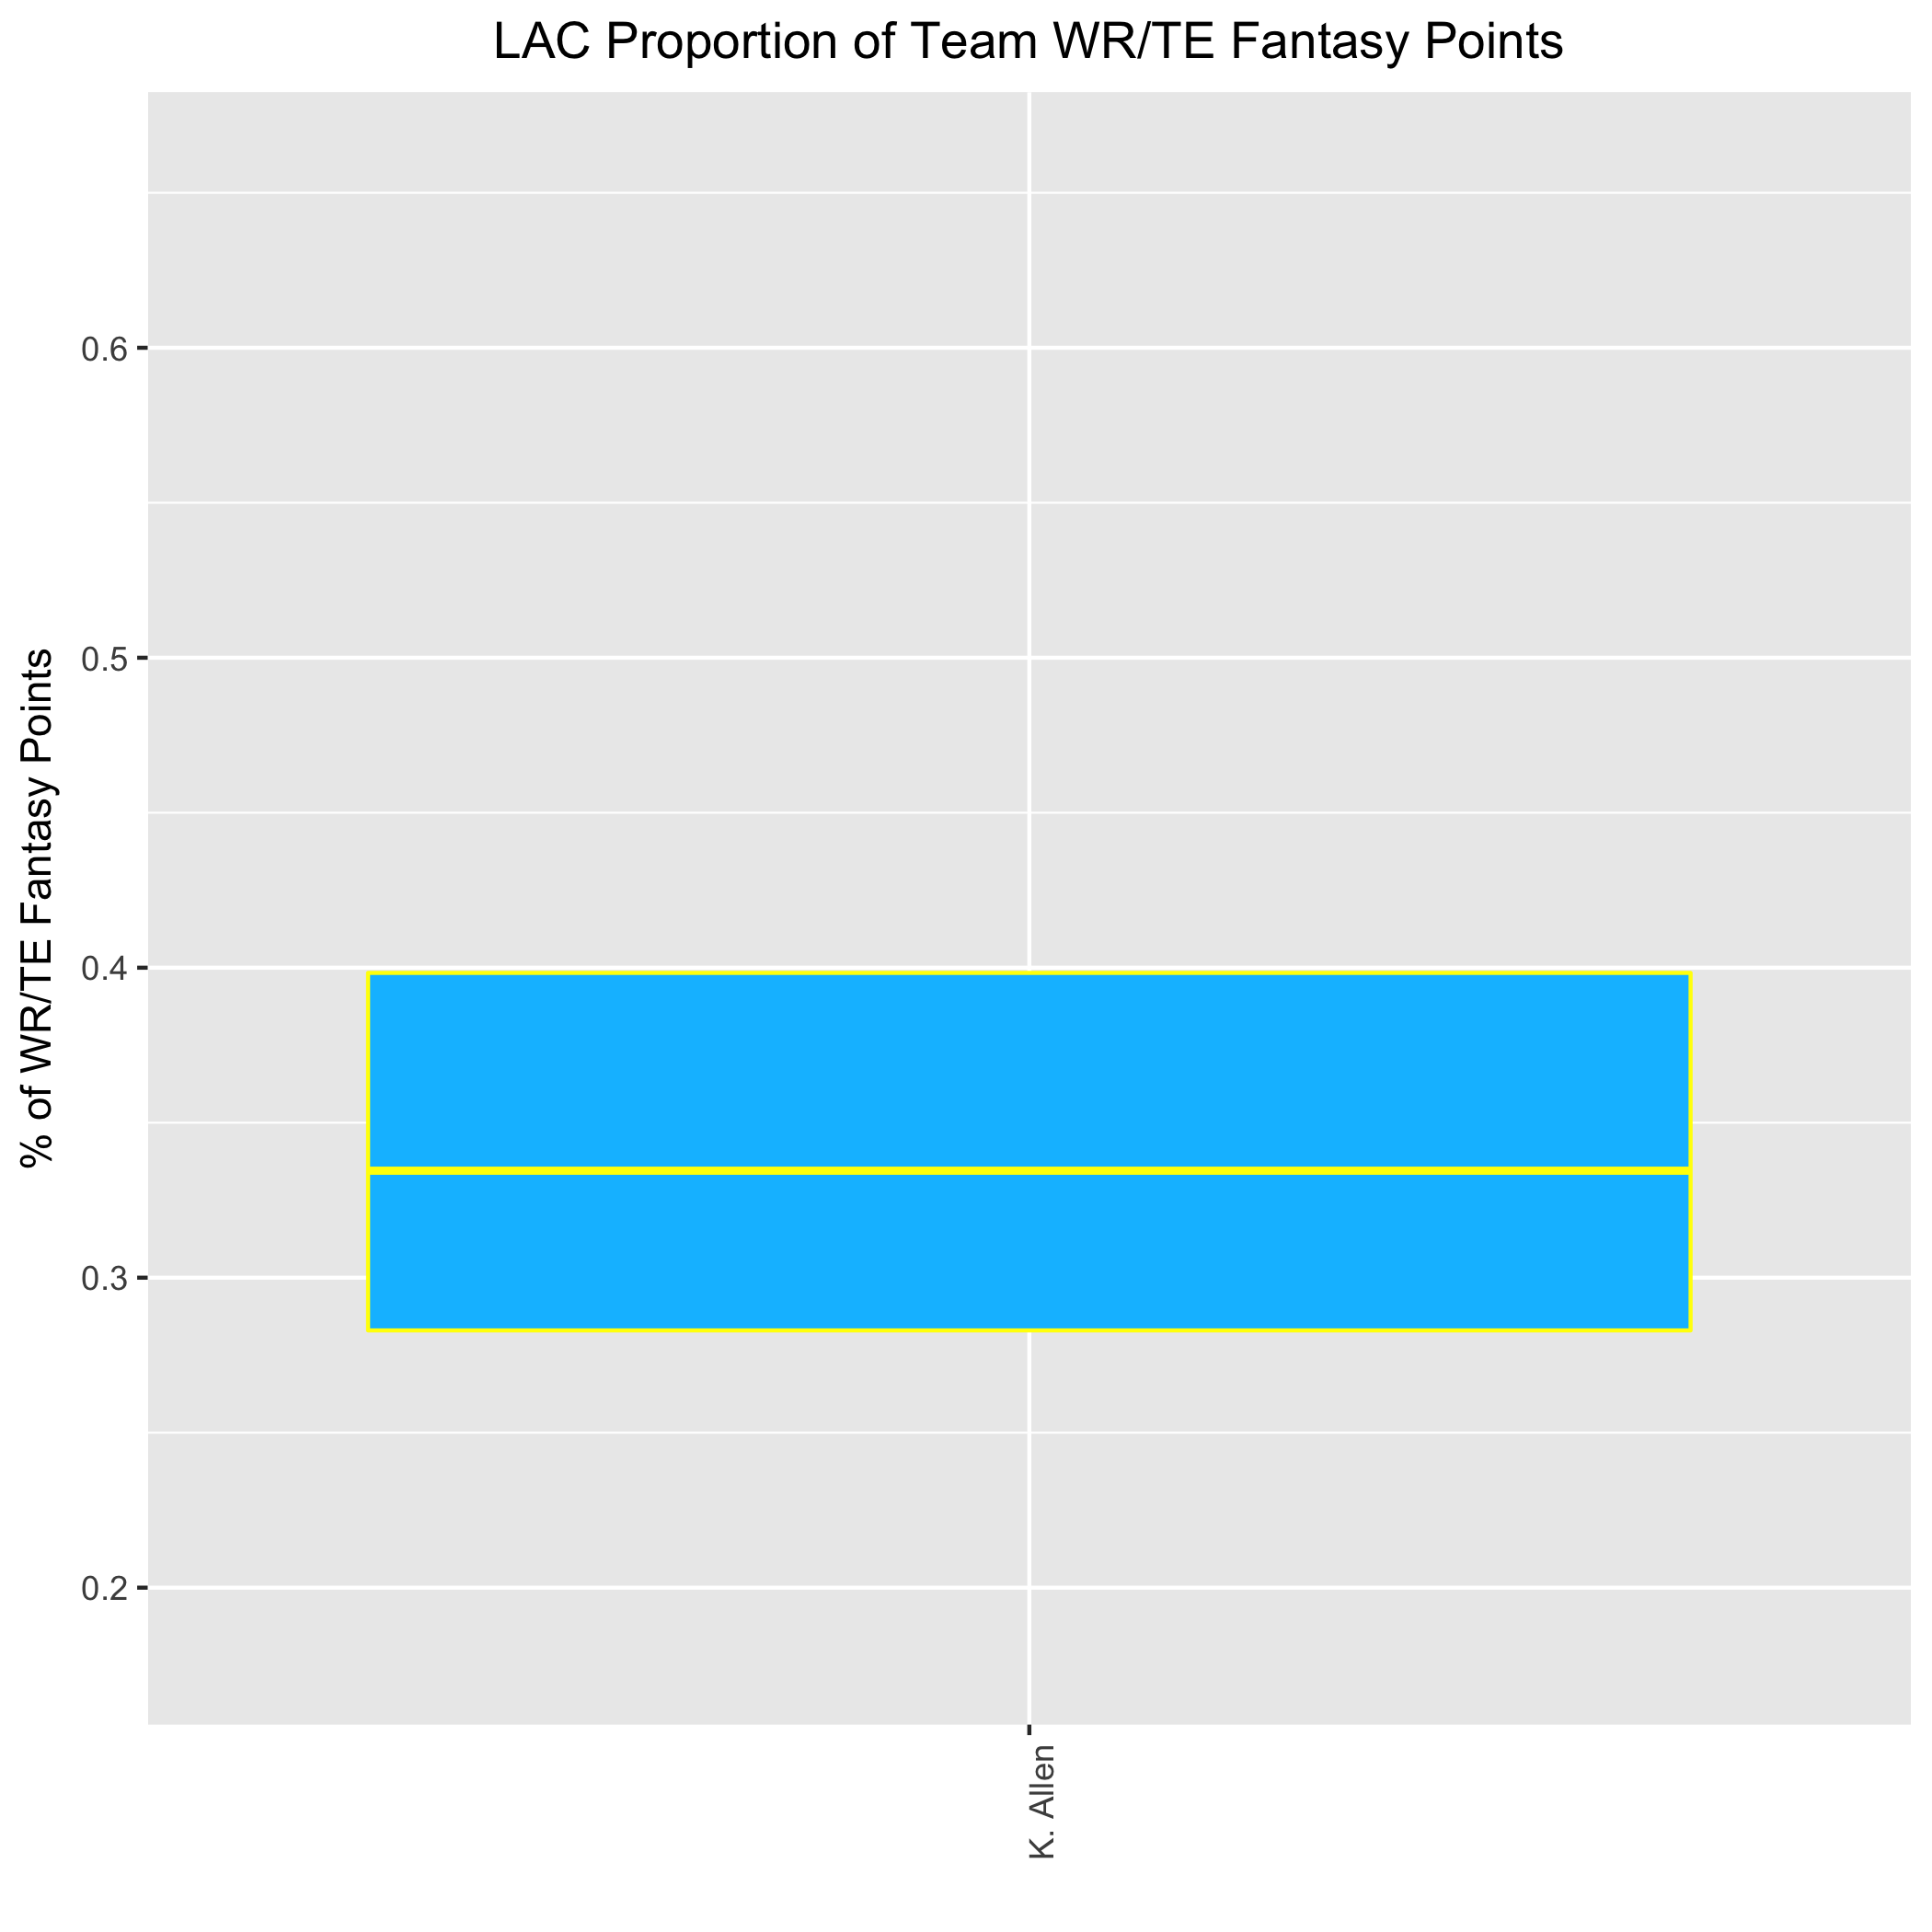 LAC Proportion of Team WR/TE Fantasy Points
% of WR/TE Fantasy Points
0.6
0.5
0.4
0.3
0.2
K. Allen